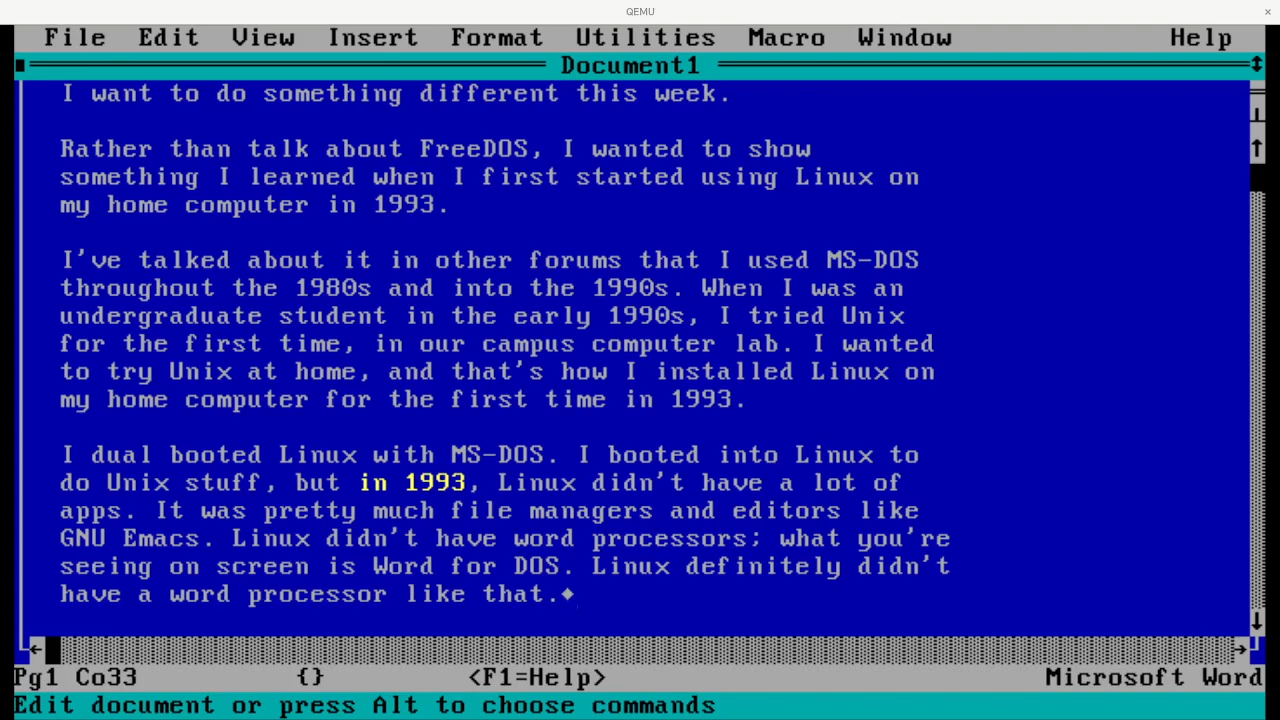 QEMU ×
File Edit View Insert Format Utilities Macro Window Help
Document1
I want to do something different this week.
Rather than talk about FreeDOS, I wanted to show
something I learned when I first started using Linux on
my home computer in 1993.
I've talked about it in other forums that I used MS-DOS
throughout the 1980s and into the 1990s. When I was an
undergraduate student in the early 1990s, I tried Unix
for the first time, in our campus computer lab. I wanted
to try Unix at home, and that's how I installed Linux on
my home computer for the first time in 1993.
I dual booted Linux with MS-DOS. I booted into Linux to
do Unix stuff, but in 1993, Linux didn't have a lot of
apps. It was pretty much file managers and editors like
GNU Emacs. Linux didn't have word processors; what you're
seeing on screen is Word for DOS. Linux definitely didn't
have a word processor like that.♦
Pg1 Co33 {} <F1=Help> Microsoft Word
Edit document or press Alt to choose commands